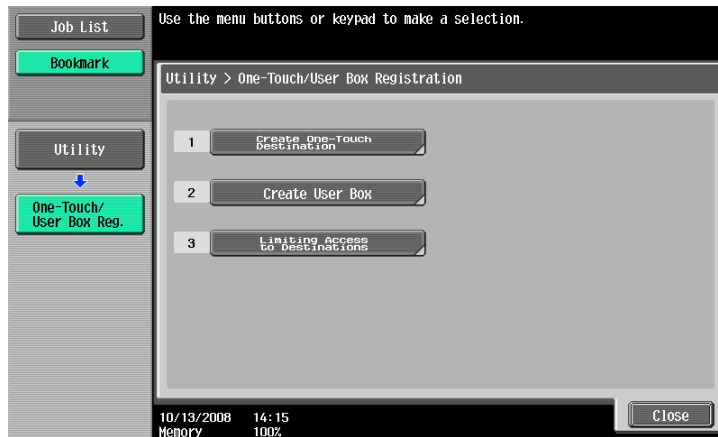 Job List
Bookmark
Utility
One-Touch/
User Box Reg.
Use the menu buttons or keypad to make a selection.
Utility > One-Touch/User Box Registration
1 Create One-Touch
Destination
2 Create User Box
3 Limiting Access
to Destinations
10/13/2008 14:15
Memory 100%
Close